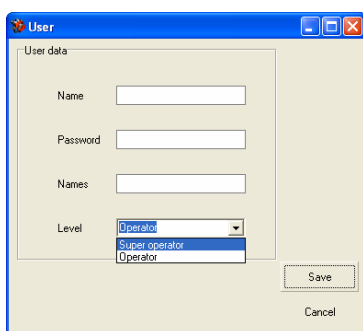 User
User data
Name
Password
Names
Level Operator
Super operator
Operator
Save
Cancel